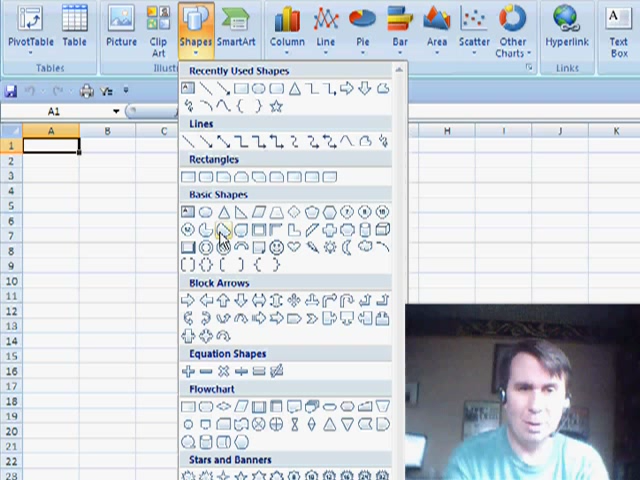 PivotTable Table Picture Clip Art Shapes SmartArt Column Line Pie Bar Area Scatter Other Charts Hyperlink Text Box
Tables Links
A1
A B C H I J K
Recently Used Shapes
Lines
Rectangles
Basic Shapes
Block Arrows
Equation Shapes
Flowchart
Stars and Banners
1
2
3
4
5
6
7
8
9
10
11
12
13
14
15
16
17
18
19
20
21
22
23